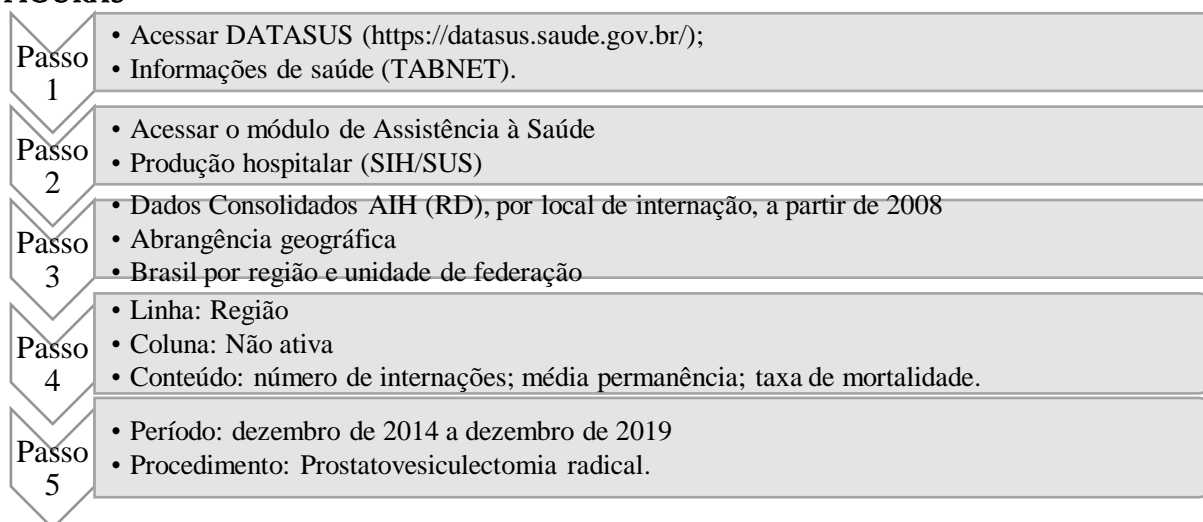 Passo
1
• Acessar DATASUS (https://datasus.saude.gov.br/);
• Informações de saúde (TABNET).
Passo
2
• Acessar o módulo de Assistência à Saúde
• Produção hospitalar (SIH/SUS)
Passo
3
• Dados Consolidados AIH (RD), por local de internação, a partir de 2008
• Abrangência geográfica
• Brasil por região e unidade de federação
Passo
4
• Linha: Região
• Coluna: Não ativa
• Conteúdo: número de internações; média permanência; taxa de mortalidade.
Passo
5
• Período: dezembro de 2014 a dezembro de 2019
• Procedimento: Prostatovesiculectomia radical.